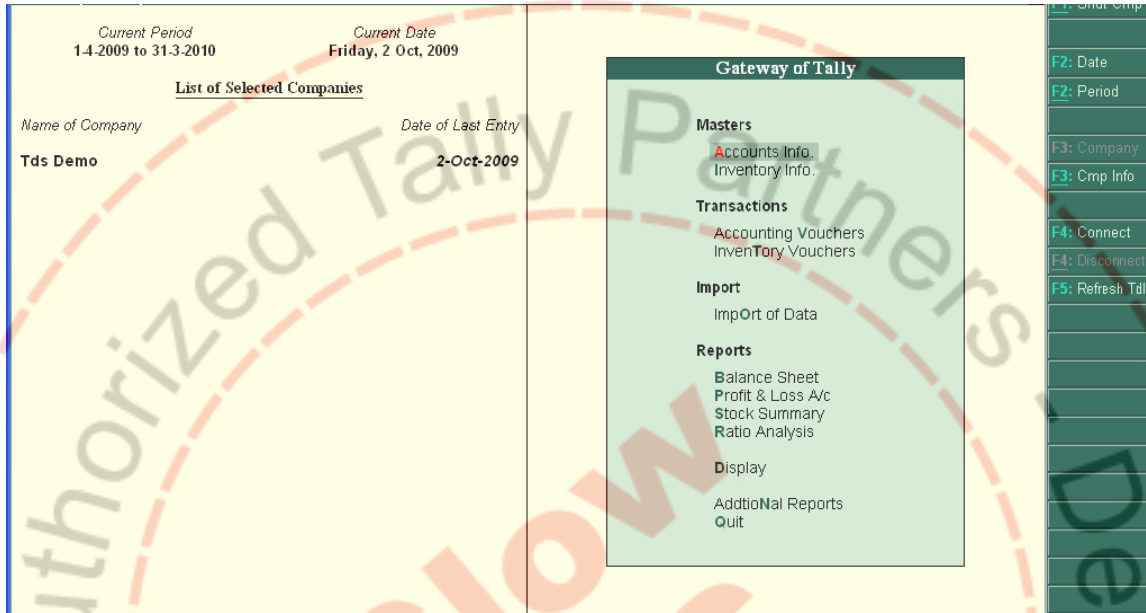 Current Period
1-4-2009 to 31-3-2010
Current Date
Friday, 2 Oct, 2009
List of Selected Companies
Name of Company
Date of Last Entry
Tds Demo
2-Oct-2009
Gateway of Tally
Masters
Accounts Info.
Inventory Info.
Transactions
Accounting Vouchers
InvenTory Vouchers
Import
ImpOrt of Data
Reports
Balance Sheet
Profit & Loss A/c
Stock Summary
Ratio Analysis
Display
AddtioNal Reports
Quit
F2: Date
F2: Period
F3: Company
F3: Cmp Info
F4: Connect
F4: Disconnect
F5: Refresh Tdl
Tally Partners